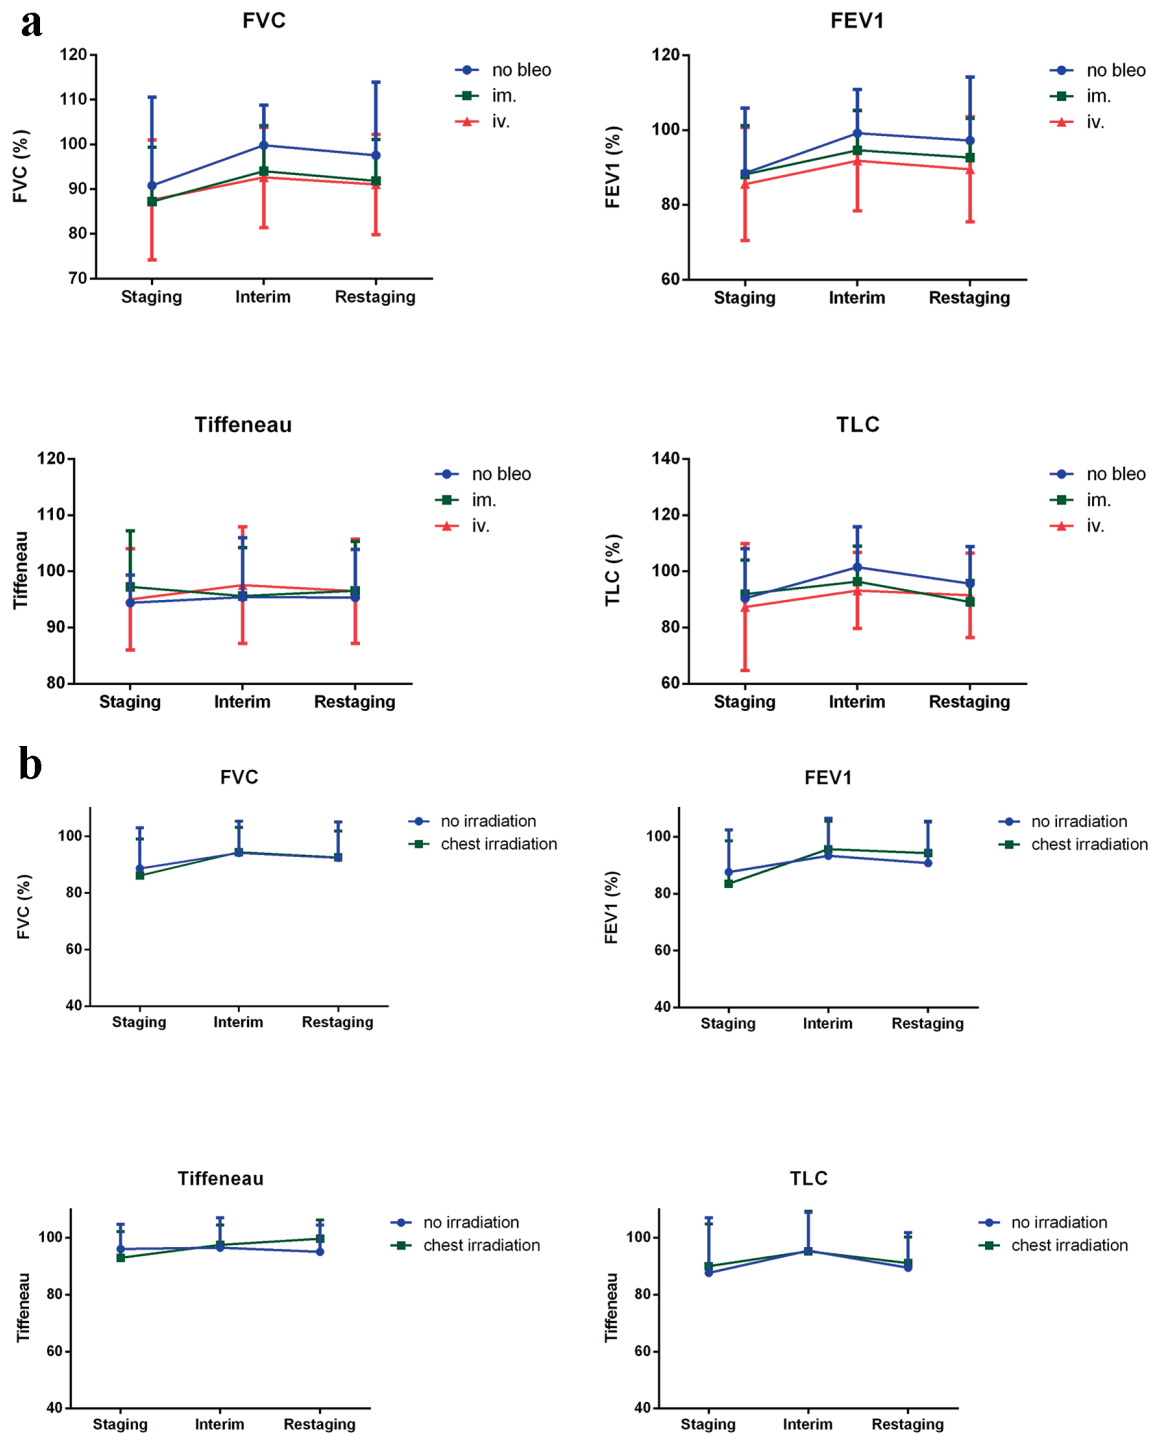 a
FVC
120
110
100
90
80
70
FVC (%)
Staging Interim Restaging
no bleo
im.
iv.
FEV1
120
100
80
60
FEV1 (%)
Staging Interim Restaging
no bleo
im.
iv.
Tiffeneau
120
110
100
90
80
Tiffeneau
Staging Interim Restaging
no bleo
im.
iv.
TLC
140
120
100
80
60
TLC (%)
Staging Interim Restaging
no bleo
im.
iv.
b
FVC
100
80
60
40
FVC (%)
Staging Interim Restaging
no irradiation
chest irradiation
FEV1
100
80
60
40
FEV1 (%)
Staging Interim Restaging
no irradiation
chest irradiation
Tiffeneau
100
80
60
40
Tiffeneau
Staging Interim Restaging
no irradiation
chest irradiation
TLC
100
80
60
40
Tiffeneau
Staging Interim Restaging
no irradiation
chest irradiation